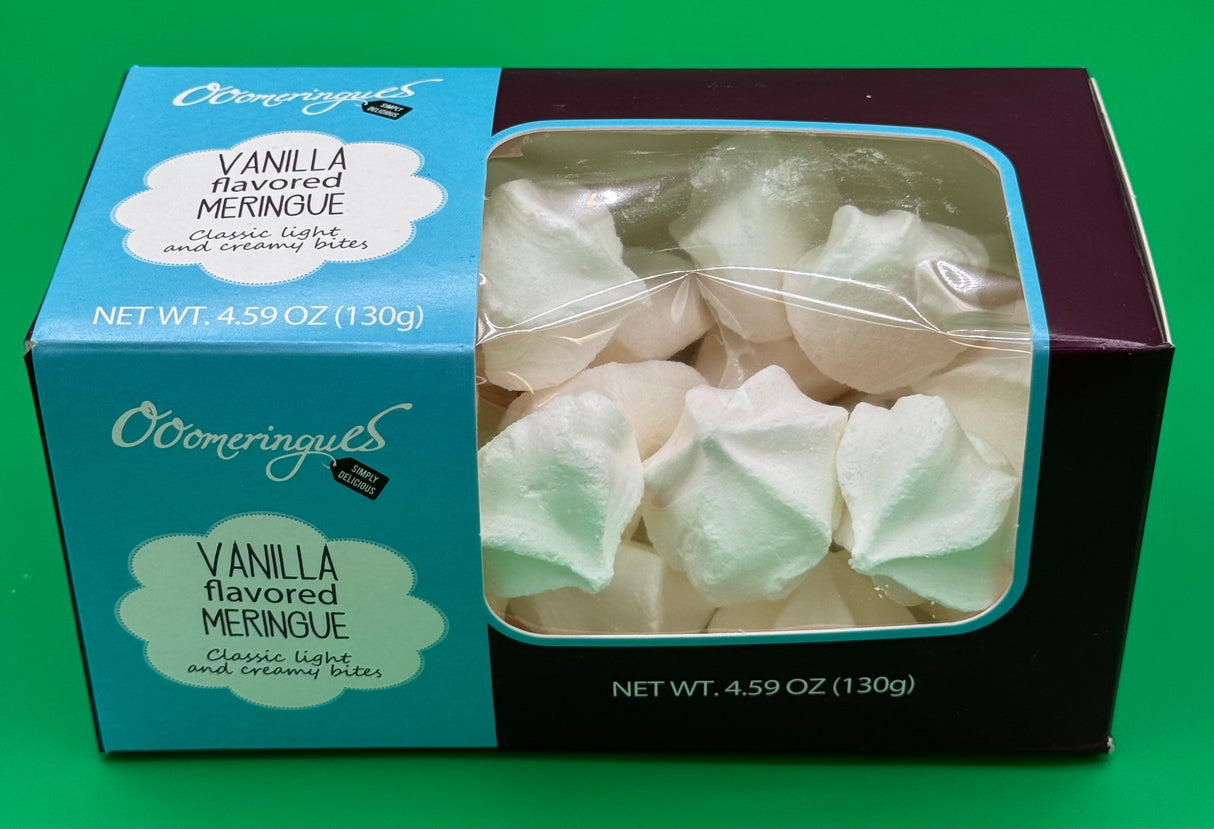 Ooomeringues
SIMPLY
DELICIOUS
VANILLA
flavored
MERINGUE
Classic light
and creamy bites
NET WT. 4.59 OZ (130g)
Ooomeringues
SIMPLY
DELICIOUS
VANILLA
flavored
MERINGUE
Classic light
and creamy bites
NET WT. 4.59 OZ (130g)